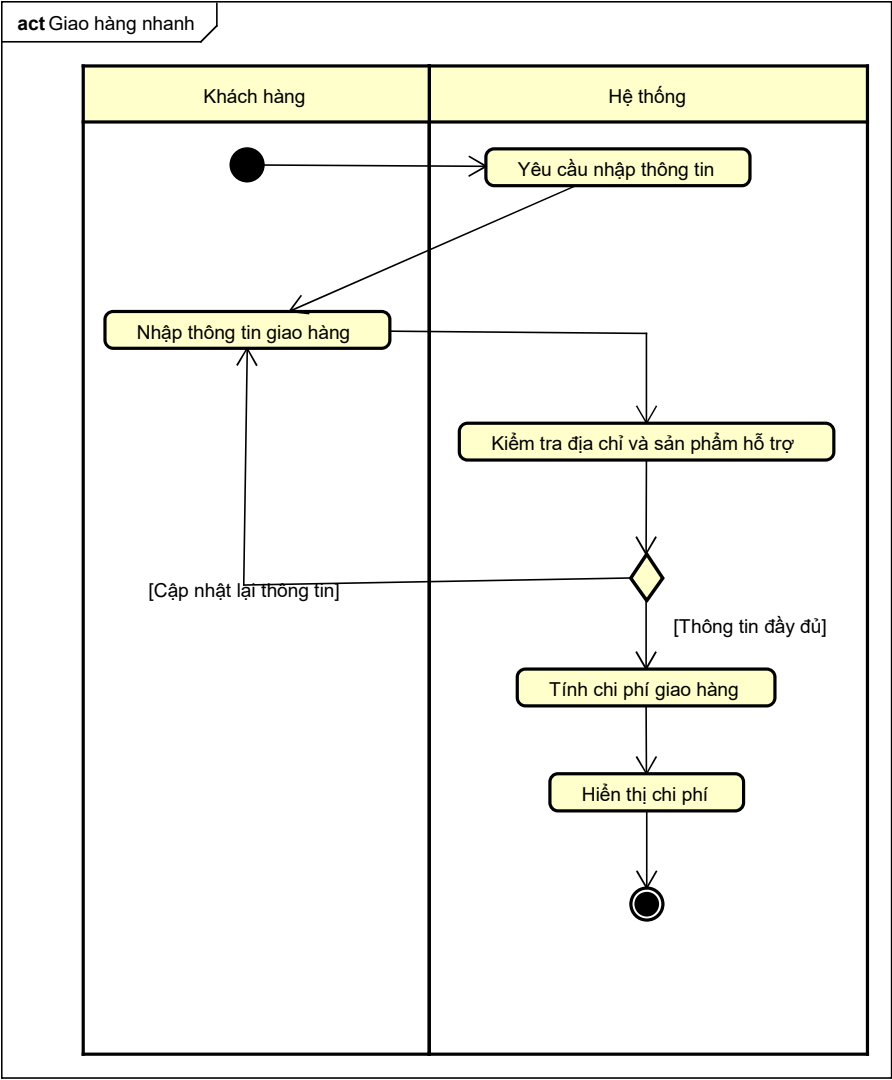 act Giao hàng nhanh
Khách hàng
Hệ thống
Yêu cầu nhập thông tin
Nhập thông tin giao hàng
Kiểm tra địa chỉ và sản phẩm hỗ trợ
[Cập nhật lại thông tin]
[Thông tin đầy đủ]
Tính chi phí giao hàng
Hiển thị chi phí